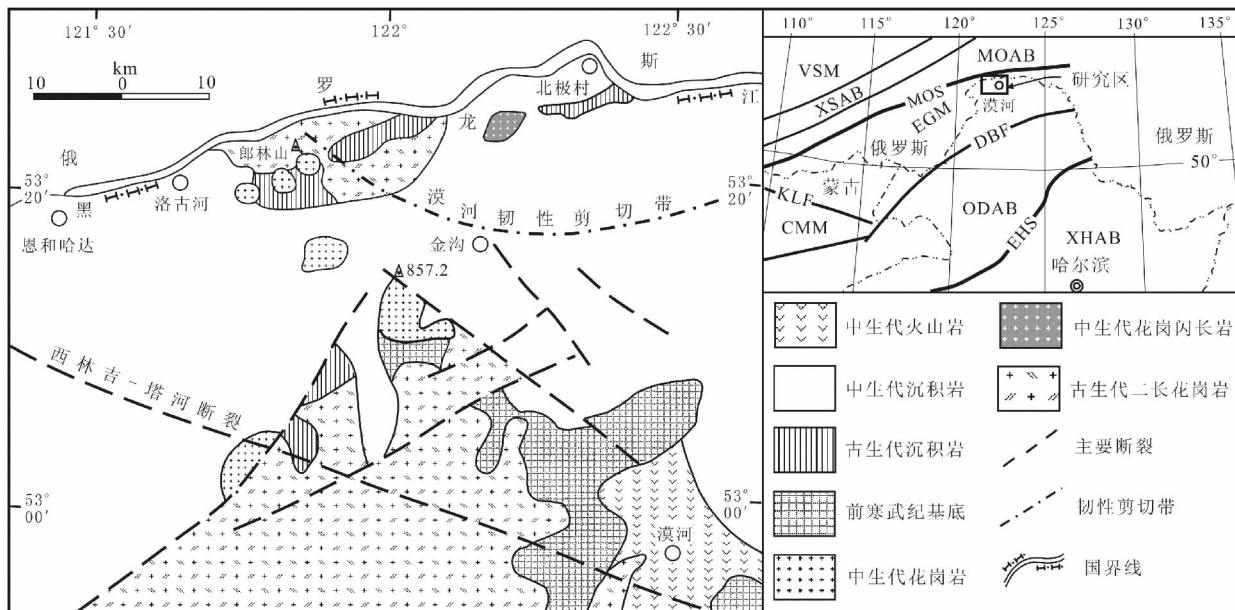 121° 30′
122°
122° 30′
10 km 0 10
俄 罗 斯
黑 龙 江
北极村
郎林山
53° 20′
洛古河
恩和哈达
漠河韧性剪切带
53° 20′
金沟
857.2
西林吉-塔河断裂
53° 00′
53° 00′
漠河
110° 115° 120° 125° 130° 135°
VSM
XSAB
MOAB
MOS
EGM
研究区
漠河
DBF
俄罗斯
俄罗斯
50°
蒙古
KLF
CMM
ODAB
EHS
XHAB
哈尔滨
115° 120° 125° 130°
中生代火山岩
中生代花岗闪长岩
中生代沉积岩
古生代二长花岗岩
古生代沉积岩
主要断裂
前寒武纪基底
韧性剪切带
中生代花岗岩
国界线